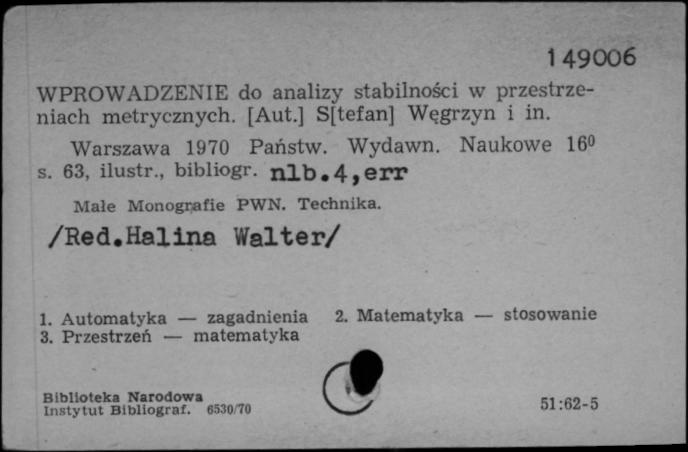 149006
WPROWADZENIE do analizy stabilności w przestrze-
niach metrycznych. [Aut.] S[tefan] Węgrzyn i in.
Warszawa 1970 Państw. Wydawn. Naukowe 16⁰
s. 63, ilustr., bibliogr. nlb.4,err
Małe Monografie PWN. Technika.
/Red.Halina Walter/
1. Automatyka — zagadnienia 2. Matematyka — stosowanie
3. Przestrzeń — matematyka
Biblioteka Narodowa
Instytut Bibliograf. 6530/70
51:62-5